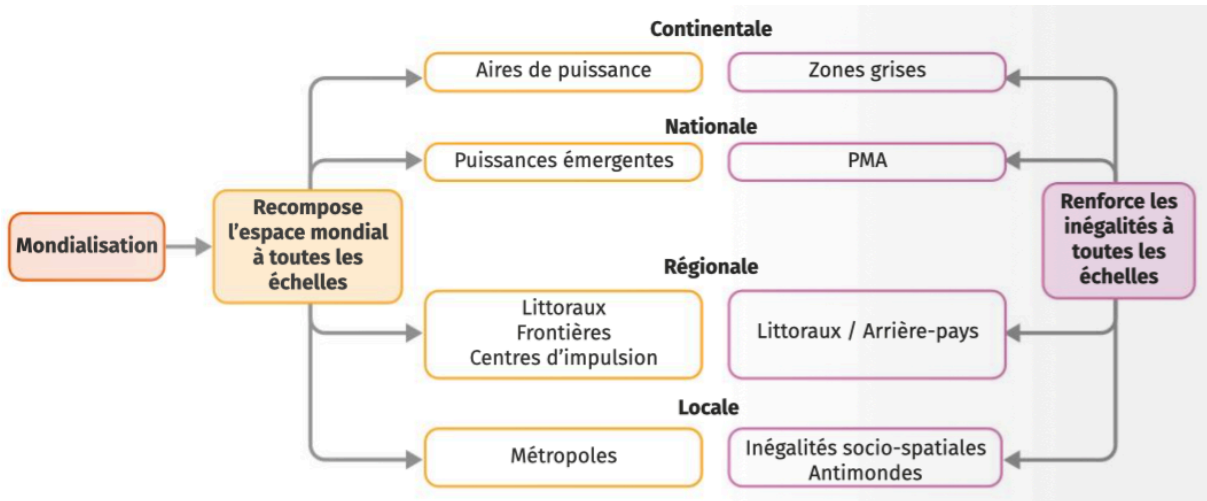 Continentale
Aires de puissance
Zones grises
Nationale
Puissances émergentes
PMA
Mondialisation
Recompose
l'espace mondial
à toutes les
échelles
Renforce les
inégalités à
toutes les
échelles
Régionale
Littoraux
Frontières
Centres d'impulsion
Littoraux / Arrière-pays
Locale
Métropoles
Inégalités socio-spatiales
Antimondes